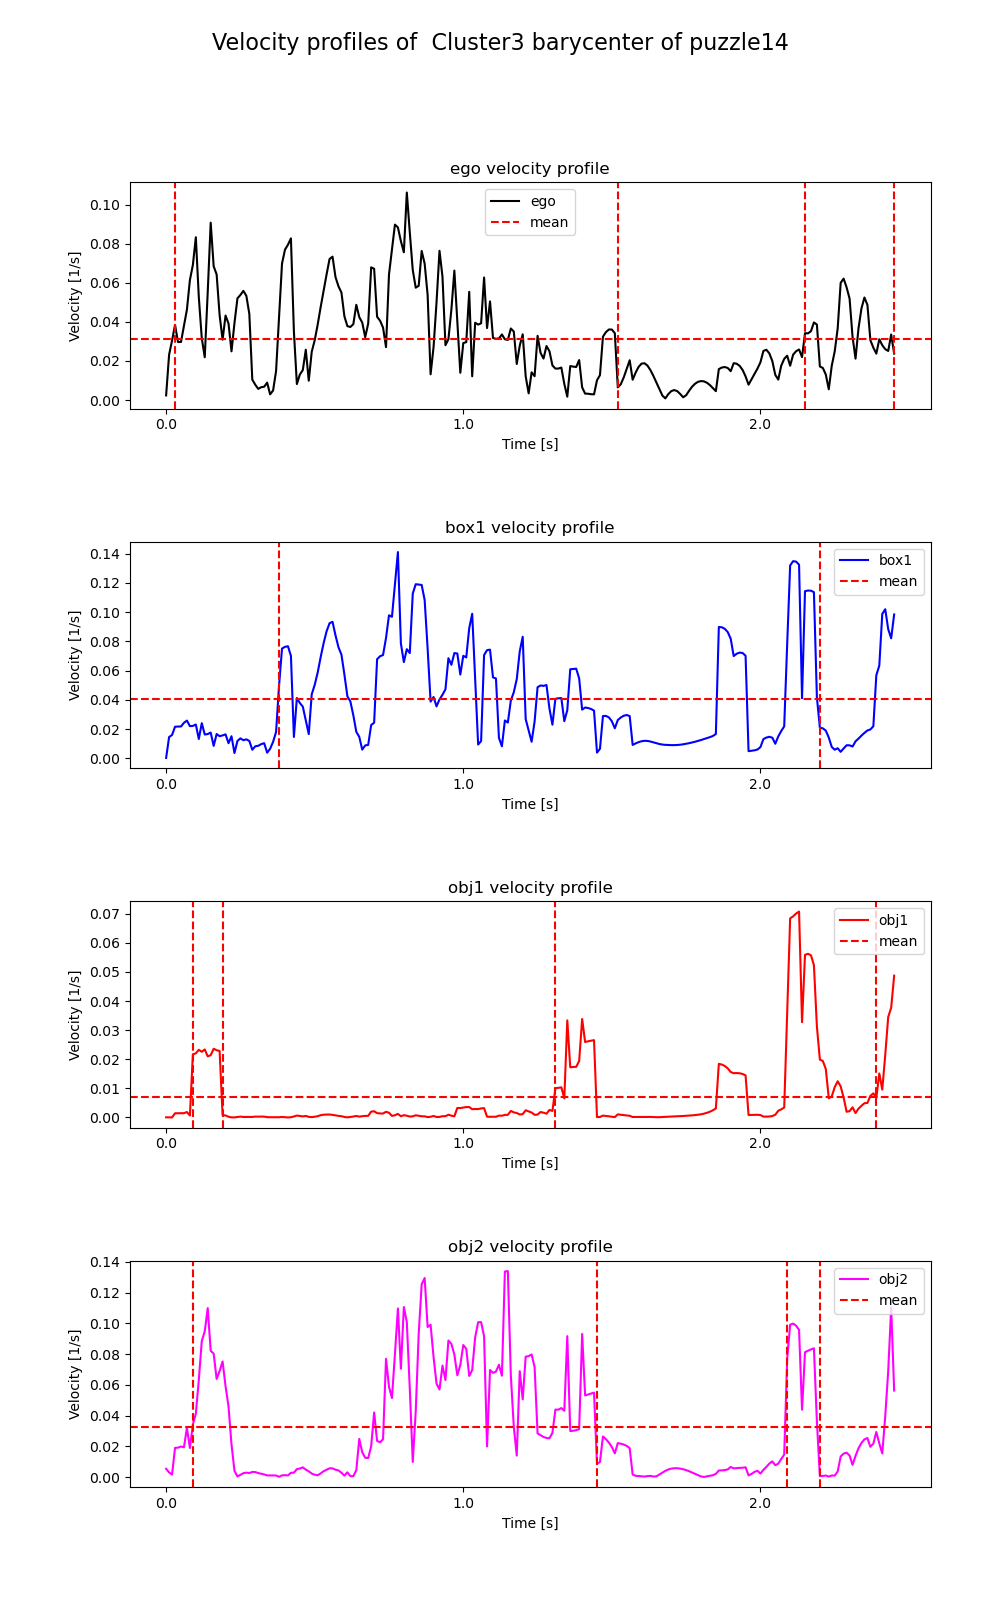 Velocity profiles of  Cluster3 barycenter of puzzle14
ego velocity profile
Velocity [1/s]
0.10
0.08
0.06
0.04
0.02
0.00
ego
mean
0.0
1.0
2.0
Time [s]
box1 velocity profile
Velocity [1/s]
0.14
0.12
0.10
0.08
0.06
0.04
0.02
0.00
box1
mean
0.0
1.0
2.0
Time [s]
obj1 velocity profile
Velocity [1/s]
0.07
0.06
0.05
0.04
0.03
0.02
0.01
0.00
obj1
mean
0.0
1.0
2.0
Time [s]
obj2 velocity profile
Velocity [1/s]
0.14
0.12
0.10
0.08
0.06
0.04
0.02
0.00
obj2
mean
0.0
1.0
2.0
Time [s]